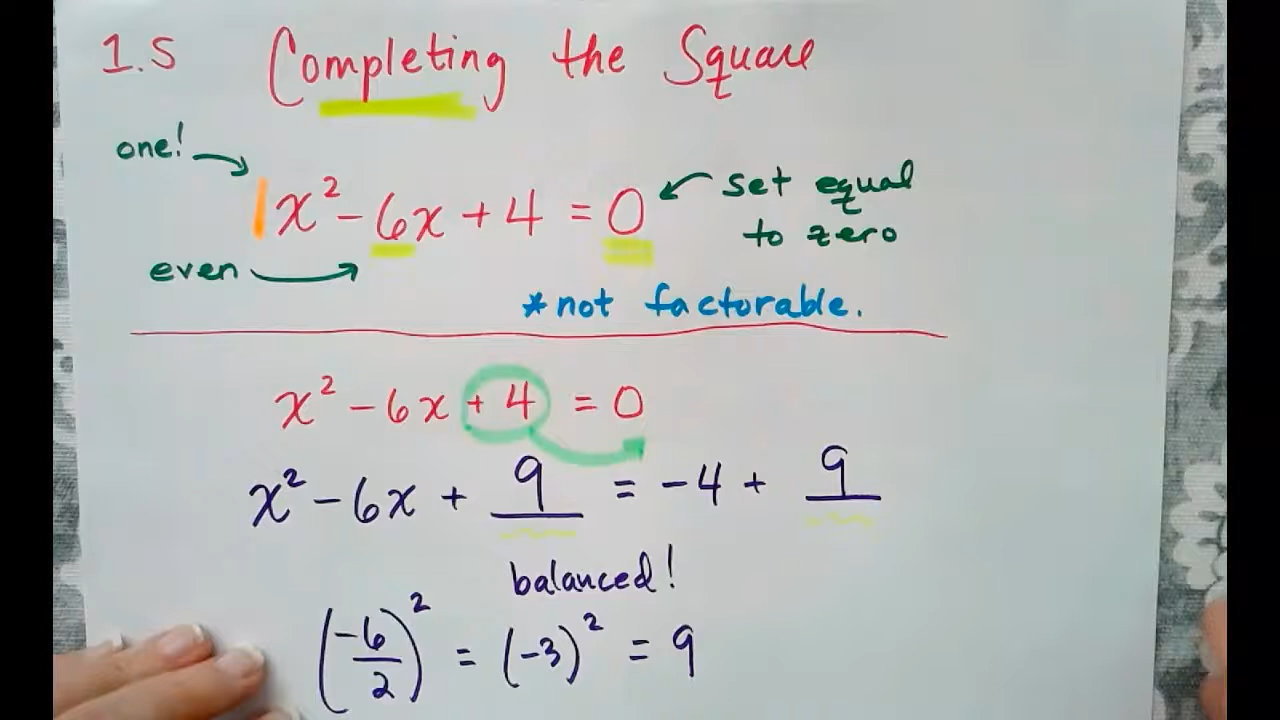 1.5 Completing the Square
one!
1x² - 6x + 4 = 0 set equal
to zero
even
*not factorable.
x² - 6x + 4 = 0
x² - 6x + 9 = -4 + 9
balanced!
(-6/2)² = (-3)² = 9